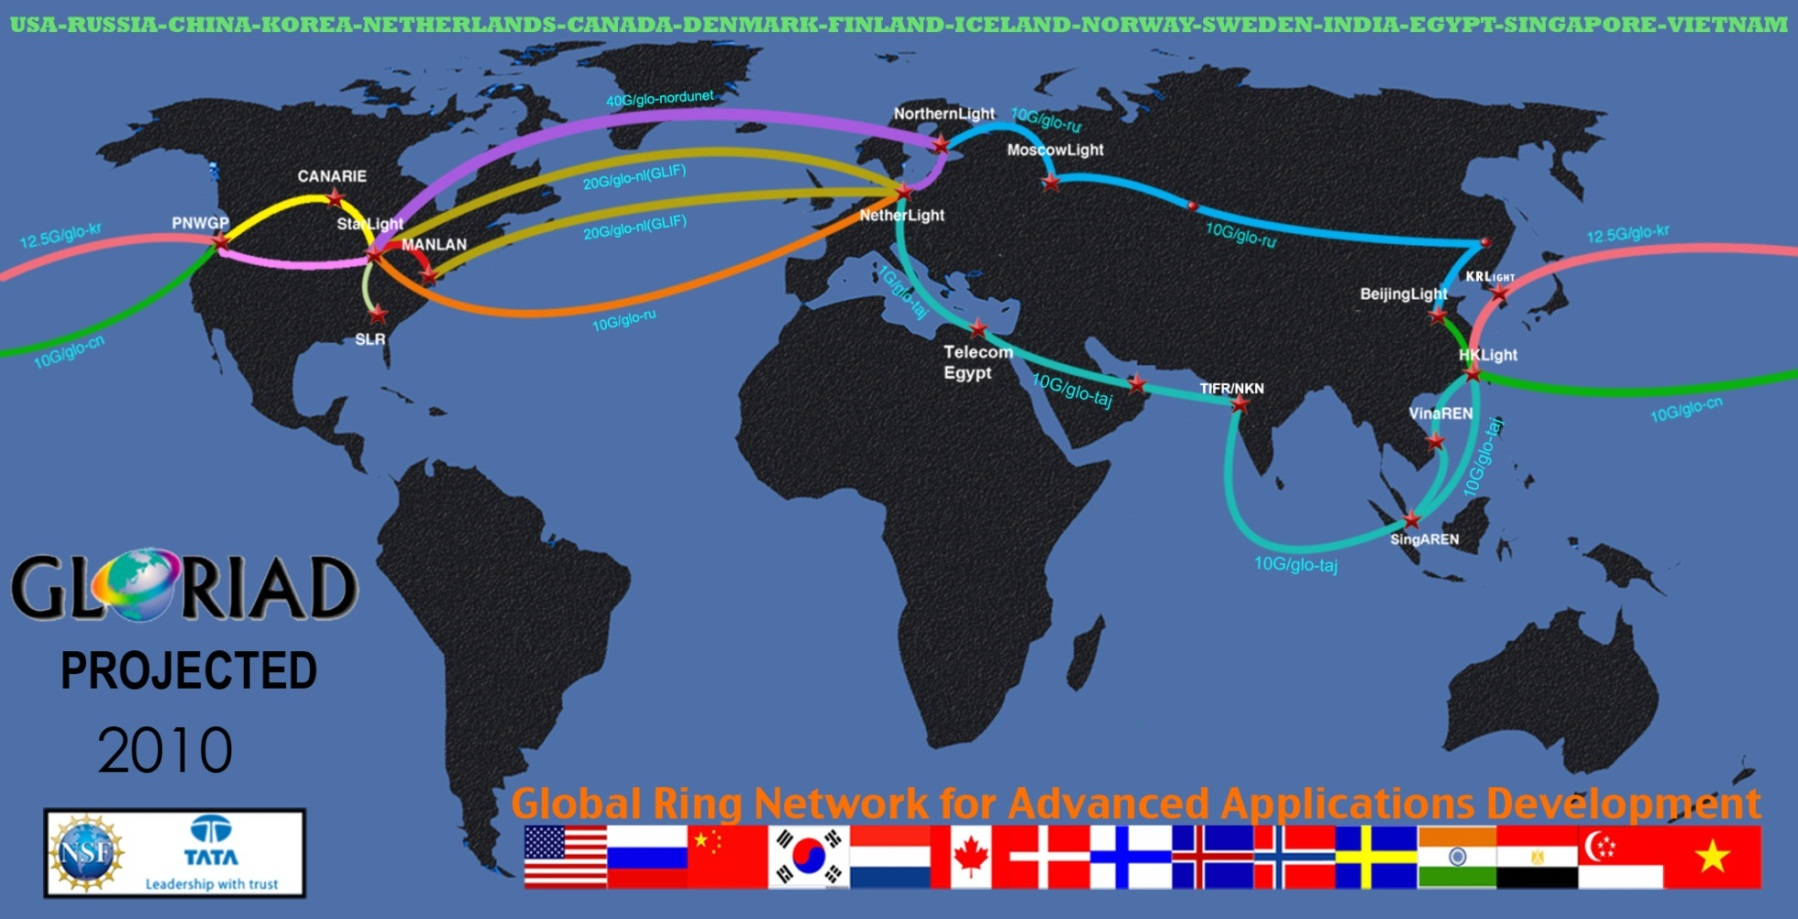 USA-RUSSIA-CHINA-KOREA-NETHERLANDS-CANADA-DENMARK-FINLAND-ICELAND-NORWAY-SWEDEN-INDIA-EGYPT-SINGAPORE-VIETNAM
40G/glo-nordunet
NorthernLight
10G/glo-ru
MoscowLight
CANARIE
20G/glo-nl(GLIF)
PNWGP
StarLight
NetherLight
12.5G/glo-kr
MANLAN
20G/glo-nl(GLIF)
10G/glo-ru
12.5G/glo-kr
KRLIGHT
1G/glo-taj
BeijingLight
10G/glo-ru
10G/glo-cn
SLR
Telecom
Egypt
HKLight
10G/glo-taj
TIFR/NKN
VinaREN
10G/glo-cn
10G/glo-taj
SingAREN
10G/glo-taj
GLORIAD
PROJECTED
2010
Global Ring Network for Advanced Applications Development
NSF
TATA
Leadership with trust